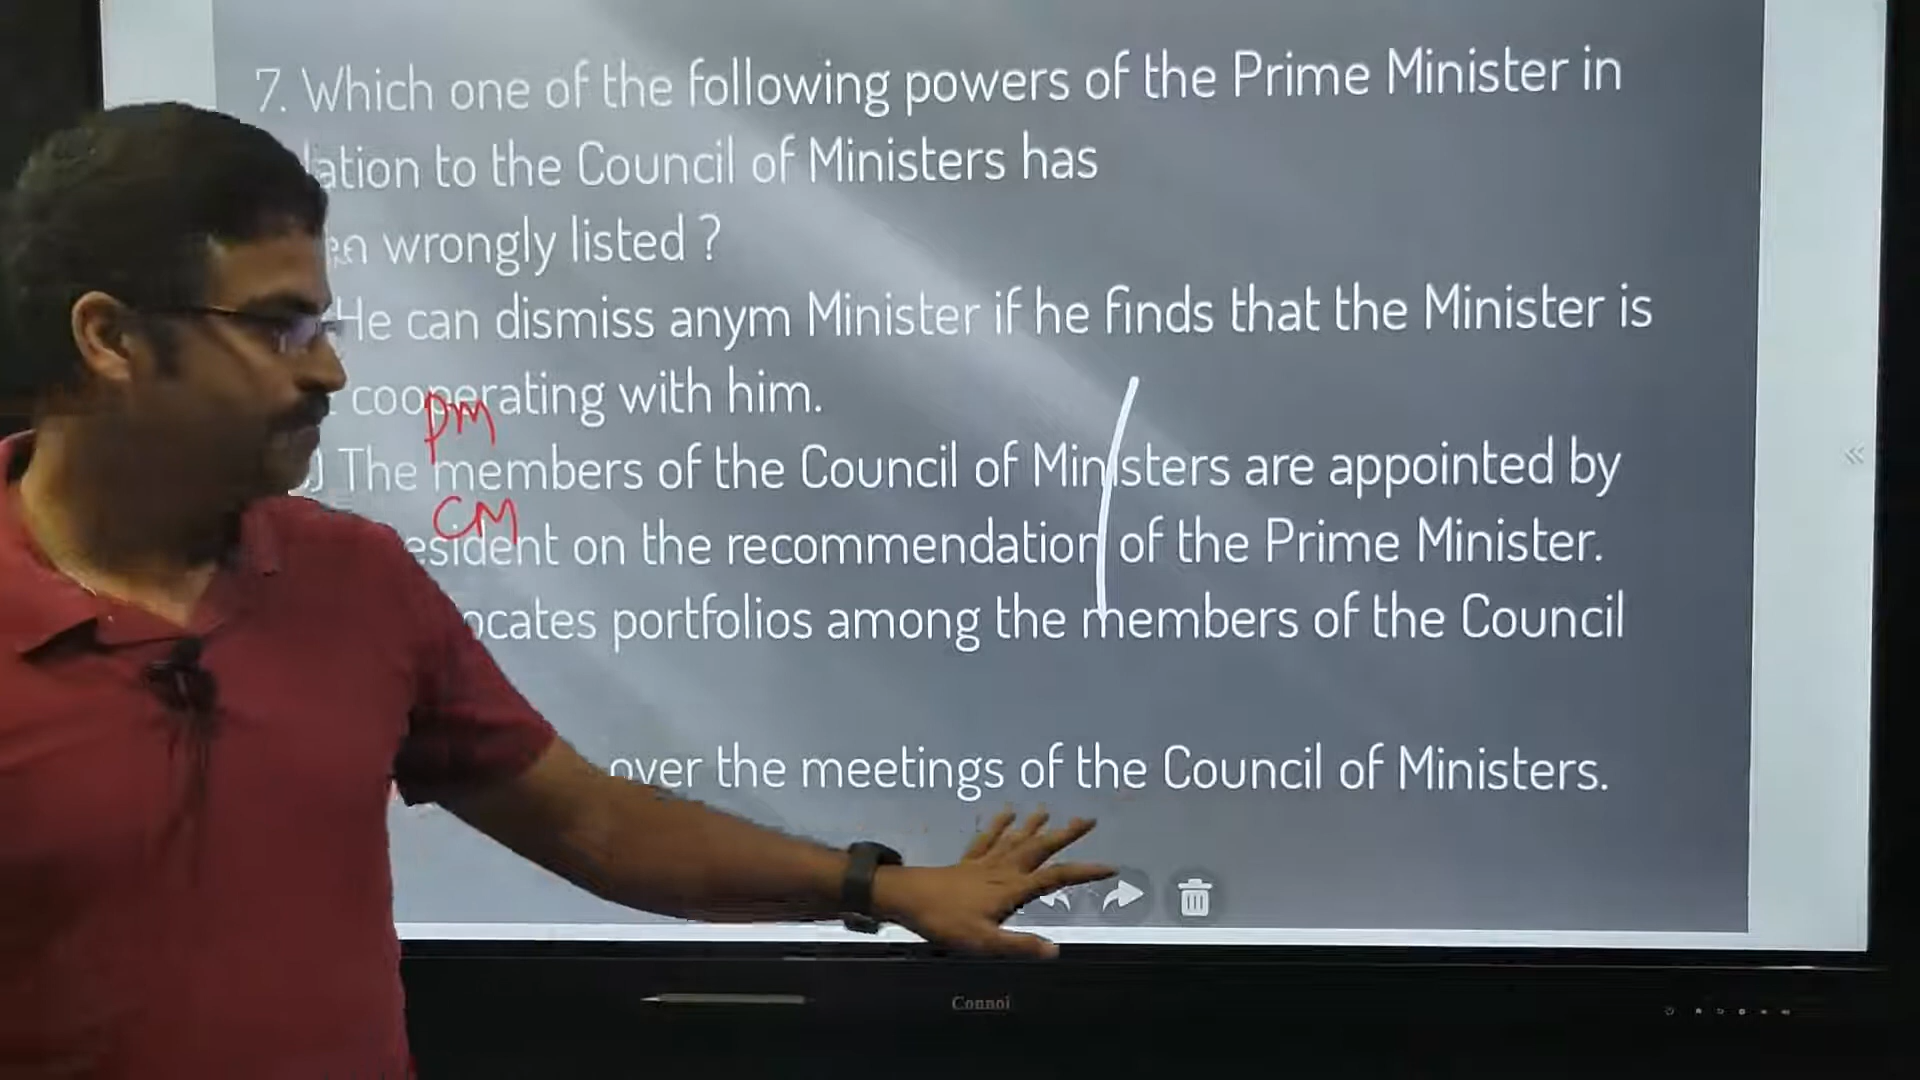 7. Which one of the following powers of the Prime Minister in
lation to the Council of Ministers has
en wrongly listed ?
He can dismiss anym Minister if he finds that the Minister is
cooperating with him.
PM
) The members of the Council of Ministers are appointed by
CM
esident on the recommendation of the Prime Minister.
ocates portfolios among the members of the Council
over the meetings of the Council of Ministers.
Connoi